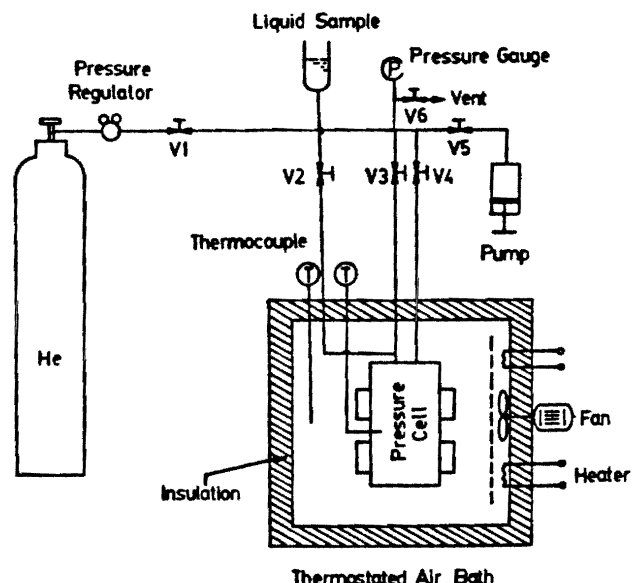 Liquid Sample
Pressure
Regulator
Pressure Gauge
P
Vent
V6
V1
V5
V2
V3
V4
Pump
Thermocouple
T
T
He
Pressure
Cell
Fan
Insulation
Heater
Thermostated Air Bath